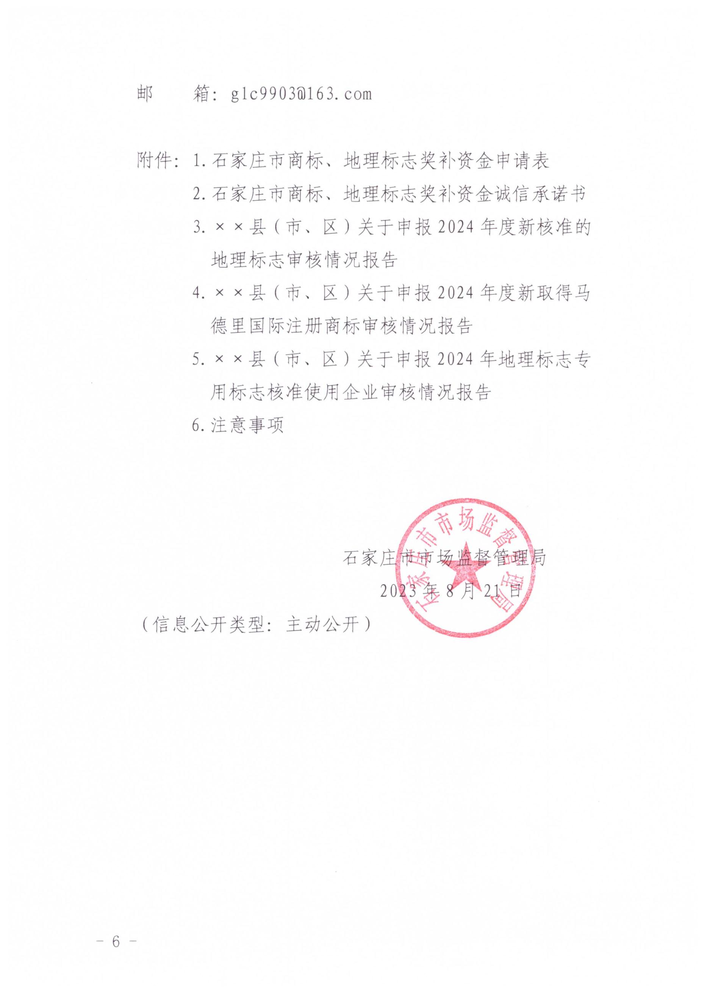 邮 箱: glc9903@163.com
附件: 1.石家庄市商标、地理标志奖补资金申请表
2.石家庄市商标、地理标志奖补资金诚信承诺书
3.××县(市、区)关于申报2024年度新核准的
地理标志审核情况报告
4.××县(市、区)关于申报2024年度新取得马
德里国际注册商标审核情况报告
5.××县(市、区)关于申报2024年地理标志专
用标志核准使用企业审核情况报告
6.注意事项
石家庄市市场监督管理局
石家庄市市场监督管理局
2023年8月21日
(信息公开类型: 主动公开)
- 6 -